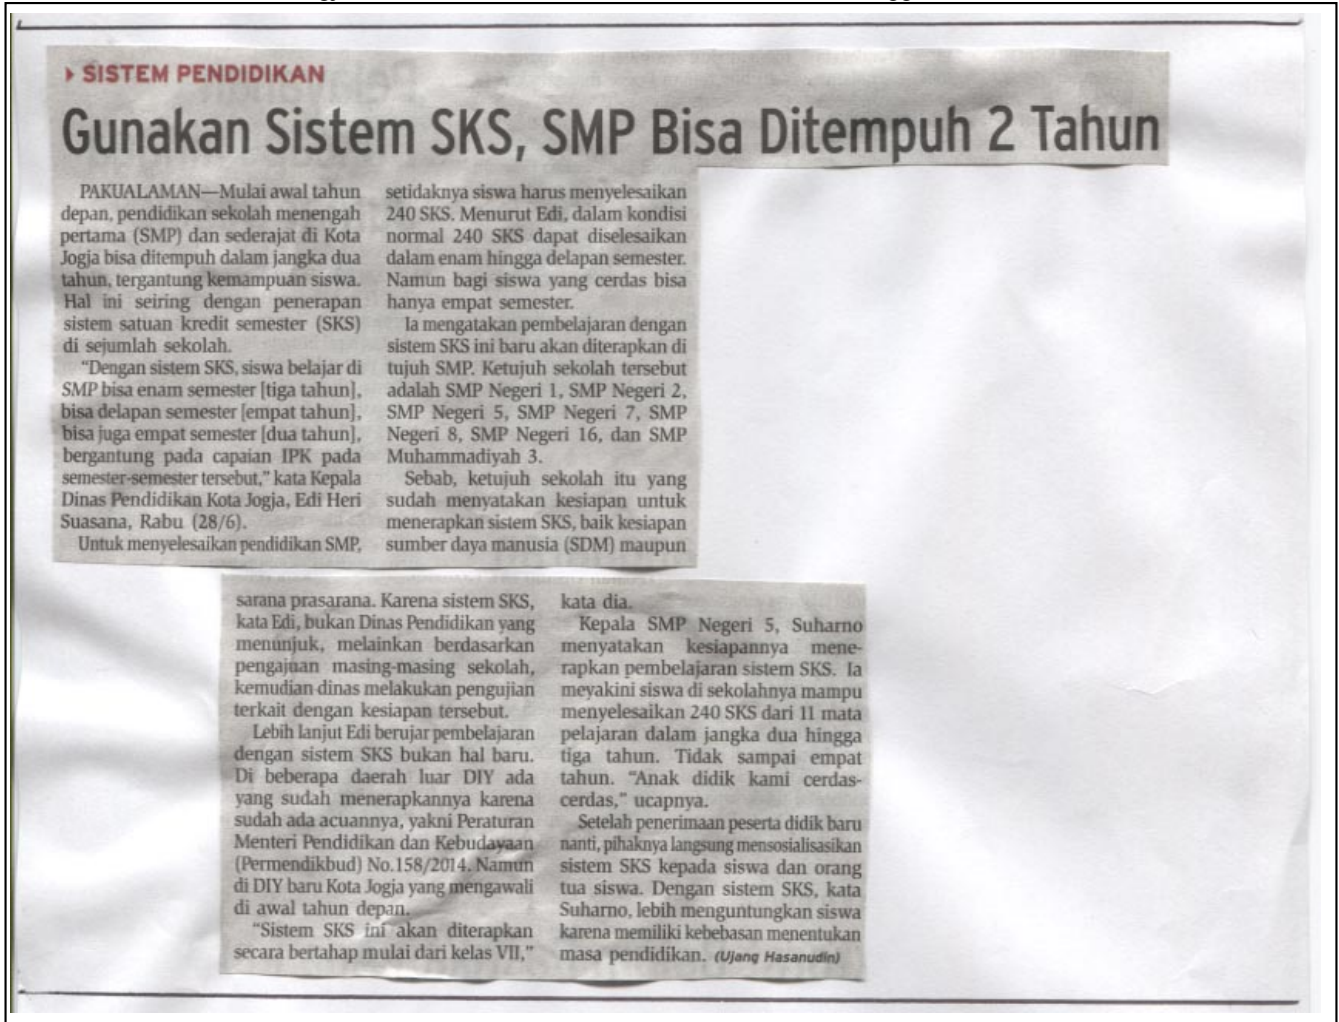 SISTEM PENDIDIKAN
Gunakan Sistem SKS, SMP Bisa Ditempuh 2 Tahun
PAKUALAMAN—Mulai awal tahun
depan, pendidikan sekolah menengah
pertama (SMP) dan sederajat di Kota
Jogja bisa ditempuh dalam jangka dua
tahun, tergantung kemampuan siswa.
Hal ini seiring dengan penerapan
sistem satuan kredit semester (SKS)
di sejumlah sekolah.
"Dengan sistem SKS, siswa belajar di
SMP bisa enam semester [tiga tahun],
bisa delapan semester [empat tahun],
bisa juga empat semester [dua tahun],
bergantung pada capaian IPK pada
semester-semester tersebut," kata Kepala
Dinas Pendidikan Kota Jogja, Edi Heri
Suasana, Rabu (28/6).
Untuk menyelesaikan pendidikan SMP,
setidaknya siswa harus menyelesaikan
240 SKS. Menurut Edi, dalam kondisi
normal 240 SKS dapat diselesaikan
dalam enam hingga delapan semester.
Namun bagi siswa yang cerdas bisa
hanya empat semester.
Ia mengatakan pembelajaran dengan
sistem SKS ini baru akan diterapkan di
tujuh SMP. Ketujuh sekolah tersebut
adalah SMP Negeri 1, SMP Negeri 2,
SMP Negeri 5, SMP Negeri 7, SMP
Negeri 8, SMP Negeri 16, dan SMP
Muhammadiyah 3.
Sebab, ketujuh sekolah itu yang
sudah menyatakan kesiapan untuk
menerapkan sistem SKS, baik kesiapan
sumber daya manusia (SDM) maupun
sarana prasarana. Karena sistem SKS,
kata Edi, bukan Dinas Pendidikan yang
menunjuk, melainkan berdasarkan
pengajuan masing-masing sekolah,
kemudian dinas melakukan pengujian
terkait dengan kesiapan tersebut.
Lebih lanjut Edi berujar pembelajaran
dengan sistem SKS bukan hal baru.
Di beberapa daerah luar DIY ada
yang sudah menerapkannya karena
sudah ada acuannya, yakni Peraturan
Menteri Pendidikan dan Kebudayaan
(Permendikbud) No.158/2014. Namun
di DIY baru Kota Jogja yang mengawali
di awal tahun depan.
"Sistem SKS ini akan diterapkan
secara bertahap mulai dari kelas VII,"
kata dia.
Kepala SMP Negeri 5, Suharno
menyatakan kesiapannya mene-
rapkan pembelajaran sistem SKS. Ia
meyakini siswa di sekolahnya mampu
menyelesaikan 240 SKS dari 11 mata
pelajaran dalam jangka dua hingga
tiga tahun. Tidak sampai empat
tahun. "Anak didik kami cerdas-
cerdas," ucapnya.
Setelah penerimaan peserta didik baru
nanti, pihaknya langsung mensosialisasikan
sistem SKS kepada siswa dan orang
tua siswa. Dengan sistem SKS, kata
Suharno, lebih menguntungkan siswa
karena memiliki kebebasan menentukan
masa pendidikan. (Ujang Hasanudin)